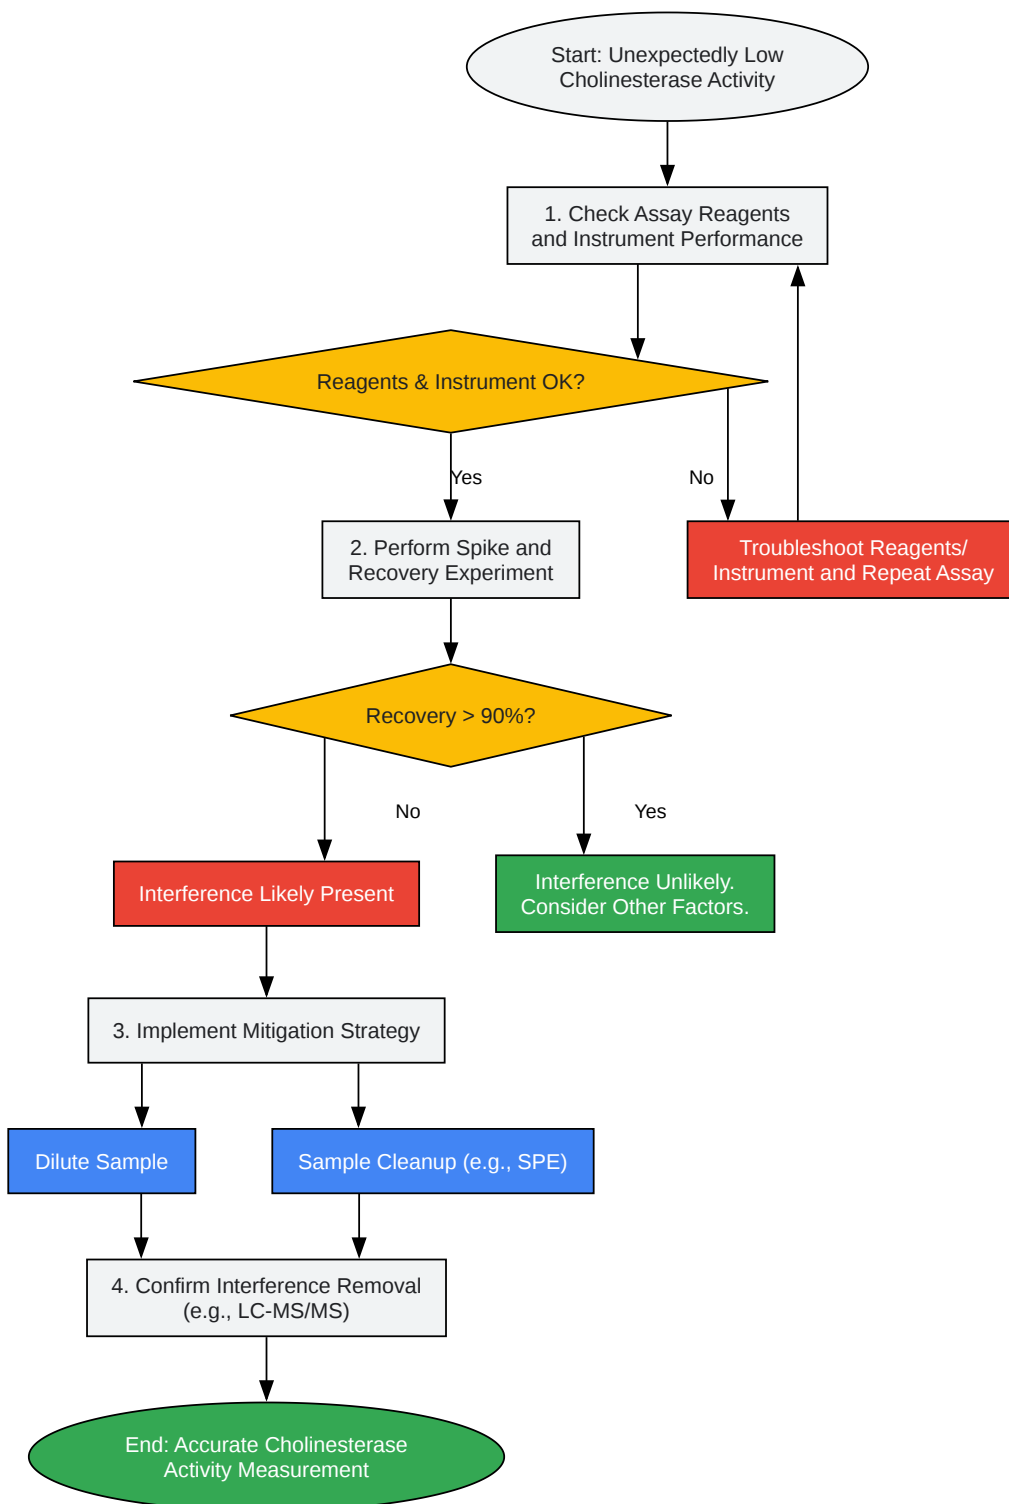 Start: Unexpectedly Low
Cholinesterase Activity
1. Check Assay Reagents
and Instrument Performance
Reagents & Instrument OK?
Yes
No
2. Perform Spike and
Recovery Experiment
Troubleshoot Reagents/
Instrument and Repeat Assay
Recovery > 90%?
No
Yes
Interference Likely Present
Interference Unlikely.
Consider Other Factors.
3. Implement Mitigation Strategy
Dilute Sample
Sample Cleanup (e.g., SPE)
4. Confirm Interference Removal
(e.g., LC-MS/MS)
End: Accurate Cholinesterase
Activity Measurement